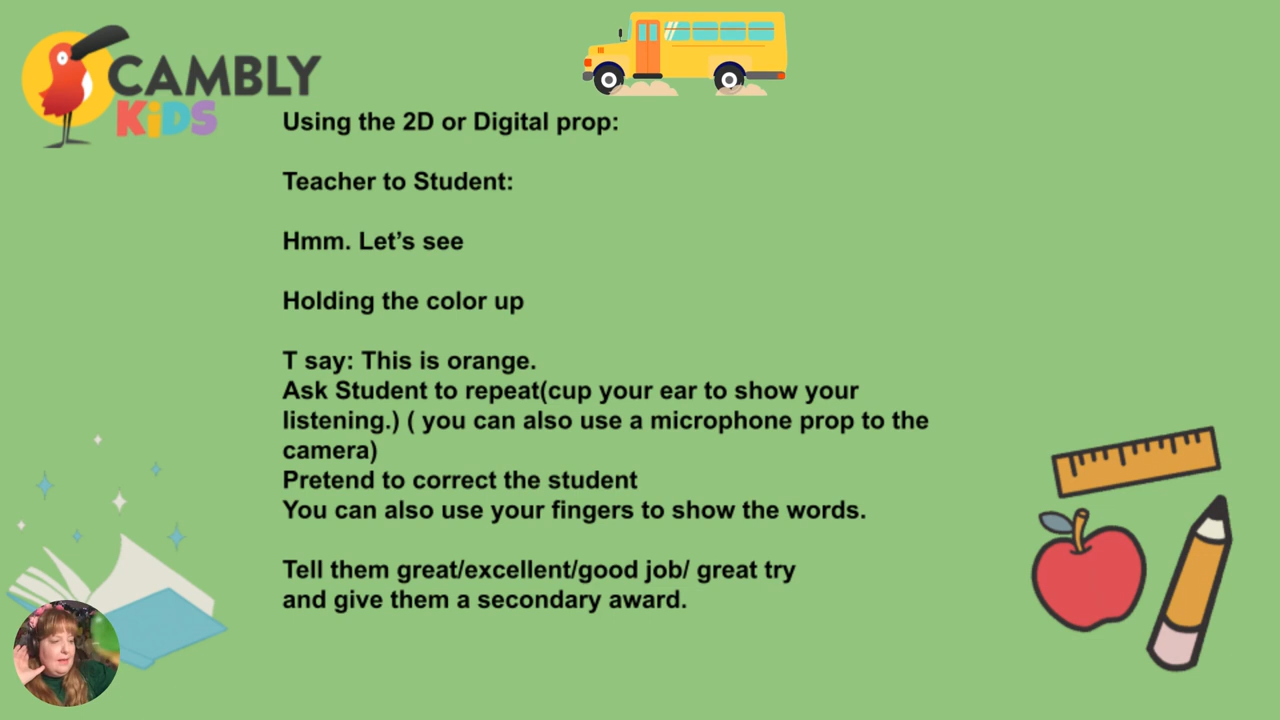 CAMBLY
KiDS
Using the 2D or Digital prop:
Teacher to Student:
Hmm. Let’s see
Holding the color up
T say: This is orange.
Ask Student to repeat(cup your ear to show your
listening.) ( you can also use a microphone prop to the
camera)
Pretend to correct the student
You can also use your fingers to show the words.
Tell them great/excellent/good job/ great try
and give them a secondary award.